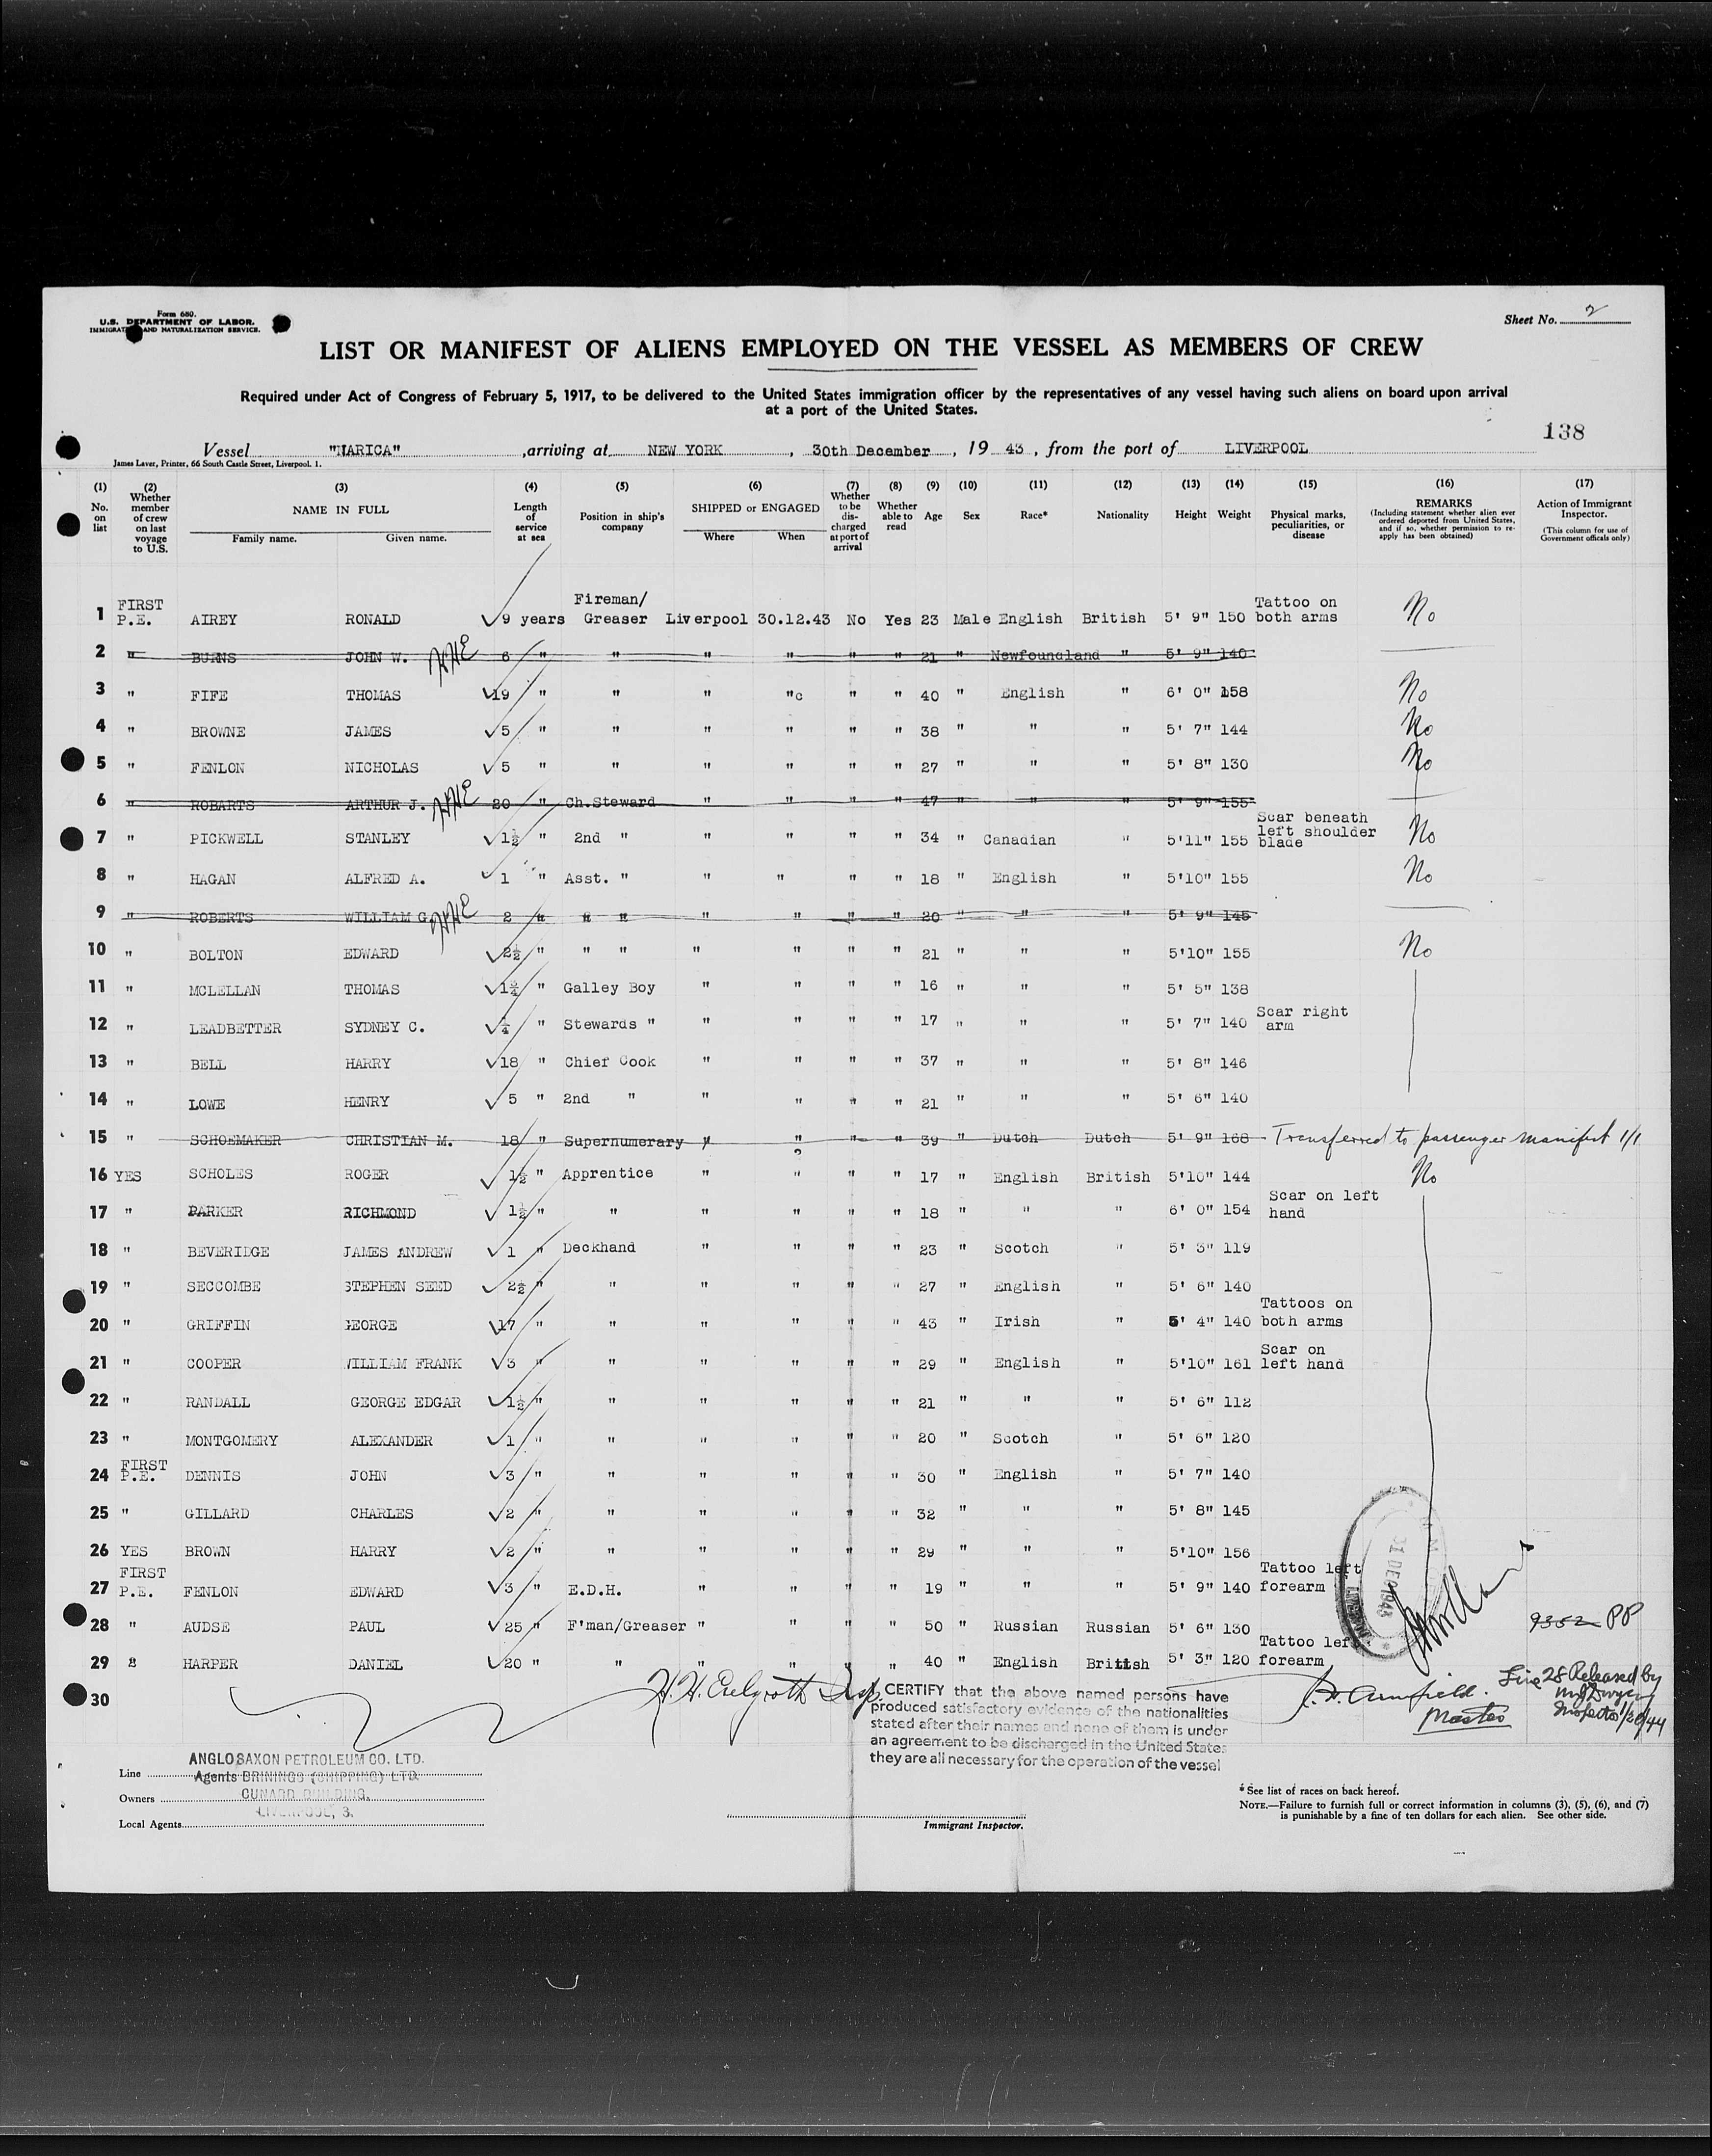 Form 680.
U.S. DEPARTMENT OF LABOR.
IMMIGRATION AND NATURALIZATION SERVICE.
Sheet No. 2
LIST OR MANIFEST OF ALIENS EMPLOYED ON THE VESSEL AS MEMBERS OF CREW
Required under Act of Congress of February 5, 1917, to be delivered to the United States immigration officer by the representatives of any vessel having such aliens on board upon arrival
at a port of the United States.
138
Vessel "NARICA" , arriving at NEW YORK , 30th December , 19 43 , from the port of LIVERPOOL
James Laver, Printer, 66 South Castle Street, Liverpool. 1.
(1) No. on list (2) Whether member of crew on last voyage to U.S. (3) NAME IN FULL Family name. Given name. (4) Length of service at sea (5) Position in ship's company (6) SHIPPED or ENGAGED Where When (7) Whether to be discharged at port of arrival (8) Whether able to read (9) Age (10) Sex (11) Race* (12) Nationality (13) Height (14) Weight (15) Physical marks, peculiarities, or disease (16) REMARKS (Including statement whether alien ever ordered deported from United States, and if so, whether permission to re-apply has been obtained) (17) Action of Immigrant Inspector. (This column for use of Government officials only)
1 FIRST P.E. AIREY RONALD 9 years Fireman/ Greaser Liverpool 30.12.43 No Yes 23 Male English British 5' 9" 150 Tattoo on both arms No
2 " BURNS JOHN W. 6 " " " " " " 21 " Newfoundland " 5' 9" 140
3 " FIFE THOMAS 19 " " " "c " " 40 " English " 6' 0" 158 No
4 " BROWNE JAMES 5 " " " " " " 38 " " " 5' 7" 144 No
5 " FENLON NICHOLAS 5 " " " " " " 27 " " " 5' 8" 130 No
6 " ROBARTS ARTHUR J. 20 " Ch.Steward " " " " 47 " " " 5' 9" 155
7 " PICKWELL STANLEY 1½ " 2nd " " " " " 34 " Canadian " 5'11" 155 Scar beneath left shoulder blade No
8 " HAGAN ALFRED A. 1 " Asst. " " " " " 18 " English " 5'10" 155 No
9 " ROBERTS WILLIAM G. 2 " " " " " " " 20 " " " 5' 9" 145
10 " BOLTON EDWARD 2½ " " " " " " " 21 " " " 5'10" 155 No
11 " MCLELLAN THOMAS " Galley Boy " " " " 16 " " " 5' 5" 138
12 " LEADBETTER SYDNEY C. " Stewards " " " " " 17 " " " 5' 7" 140 Scar right arm
13 " BELL HARRY 18 " Chief Cook " " " " 37 " " " 5' 8" 146
14 " LOWE HENRY 5 " 2nd " " " " " 21 " " " 5' 6" 140
15 " SCHOEMAKER CHRISTIAN M. 18 " Supernumerary " " " " 39 " Dutch Dutch 5' 9" 168 Transferred to passenger manifest 1/1
16 YES SCHOLES ROGER 1½ " Apprentice " " " " 17 " English British 5'10" 144 No
17 " PARKER RICHMOND 1½ " " " " " " 18 " " " 6' 0" 154 Scar on left hand
18 " BEVERIDGE JAMES ANDREW 1 " Deckhand " " " " 23 " Scotch " 5' 3" 119
19 " SECCOMBE STEPHEN SEED 2½ " " " " " " 27 " English " 5' 6" 140
20 " GRIFFIN GEORGE 17 " " " " " " 43 " Irish " 5' 4" 140 Tattoos on both arms
21 " COOPER WILLIAM FRANK 3 " " " " " " 29 " English " 5'10" 161 Scar on left hand
22 " RANDALL GEORGE EDGAR 1½ " " " " " " 21 " " " 5' 6" 112
23 " MONTGOMERY ALEXANDER 1 " " " " " " 20 " Scotch " 5' 6" 120
24 FIRST P.E. DENNIS JOHN 3 " " " " " " 30 " English " 5' 7" 140
25 " GILLARD CHARLES 2 " " " " " " 32 " " " 5' 8" 145
26 YES BROWN HARRY 2 " " " " " " 29 " " " 5'10" 156
27 FIRST P.E. FENLON EDWARD 3 " E.D.H. " " " " 19 " " " 5' 9" 140 Tattoo left forearm
28 " AUDSE PAUL 25 " F'man/Greaser " " " " 50 " Russian Russian 5' 6" 130 9352 PP
29 " HARPER DANIEL 20 " " " " " " 40 " English British 5' 3" 120 Tattoo left forearm
30
31 DEC 1943
Line 28 Released by
Inspector 1/20/44
Master
I CERTIFY that the above named persons have
produced satisfactory evidence of the nationalities
stated after their names and none of them is under
an agreement to be discharged in the United States
they are all necessary for the operation of the vessel
Line ANGLO SAXON PETROLEUM CO. LTD.
Agents BRININGS (SHIPPING) LTD.
Owners CUNARD BUILDING,
LIVERPOOL, 3.
Local Agents
Immigrant Inspector.
* See list of races on back hereof.
NOTE.—Failure to furnish full or correct information in columns (3), (5), (6), and (7)
is punishable by a fine of ten dollars for each alien. See other side.